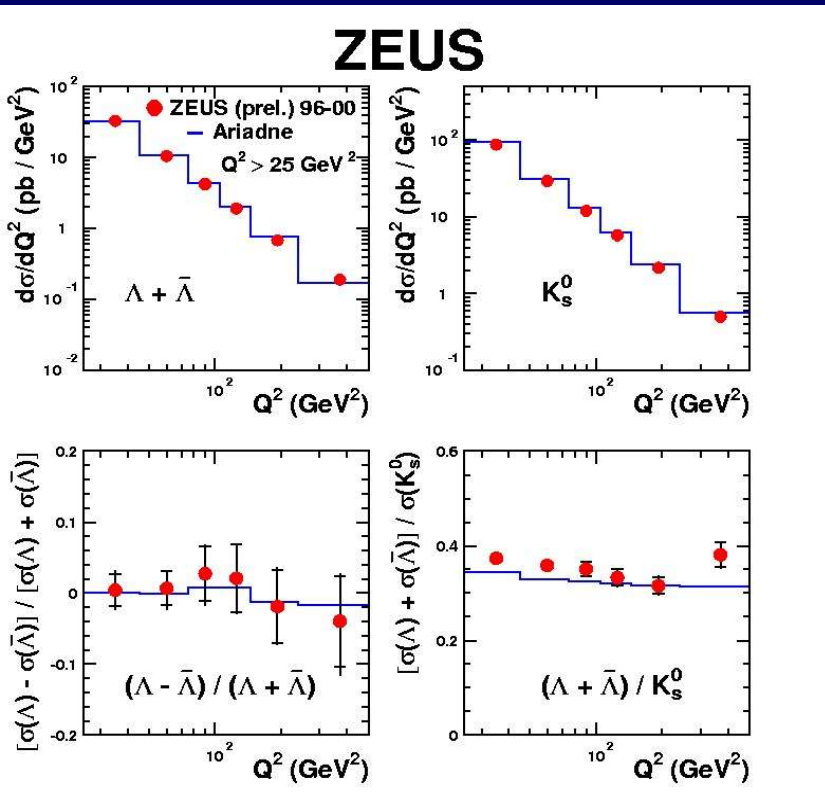 ZEUS
dσ/dQ² (pb / GeV²)
10²
10
1
10⁻¹
10⁻²
ZEUS (prel.) 96-00
Ariadne
Q² > 25 GeV²
Λ + Λ̄
10²
Q² (GeV²)
dσ/dQ² (pb / GeV²)
10²
10
1
10⁻¹
K⁰ₛ
10²
Q² (GeV²)
[σ(Λ) - σ(Λ̄)] / [σ(Λ) + σ(Λ̄)]
0.2
0.1
0
-0.1
-0.2
(Λ - Λ̄) / (Λ + Λ̄)
10²
Q² (GeV²)
[σ(Λ) + σ(Λ̄)] / σ(K⁰ₛ)
0.6
0.4
0.2
0
(Λ + Λ̄) / K⁰ₛ
10²
Q² (GeV²)